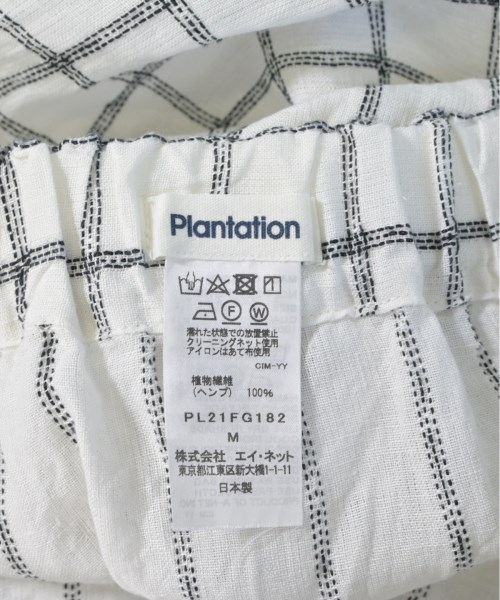 Plantation
濡れた状態での放置禁止
クリーニングネット使用
アイロンはあて布使用
CIM-YY
植物繊維
(ヘンプ) 100%
PL21FG182
M
株式会社 エイ・ネット
東京都江東区新大橋1-1-11
日本製